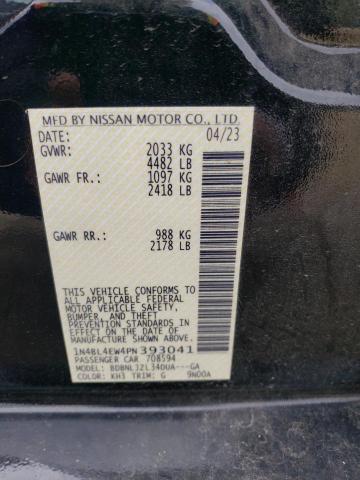 MFD BY NISSAN MOTOR CO., LTD.
DATE: 04/23
GVWR: 2033 KG
4482 LB
GAWR FR.: 1097 KG
2418 LB
GAWR RR.: 988 KG
2178 LB
THIS VEHICLE CONFORMS TO ALL
APPLICABLE FEDERAL MOTOR
MOTOR VEHICLE SAFETY,
BUMPER, AND THEFT
PREVENTION STANDARDS IN
EFFECT ON THE DATE OF
MANUFACTURE SHOWN ABOVE.
1N4BL4EW4PN393041
PASSENGER CAR 708594
MODEL: BDBNLJZL34DUA---GA
COLOR: KH3 TRIM: G 9N00A